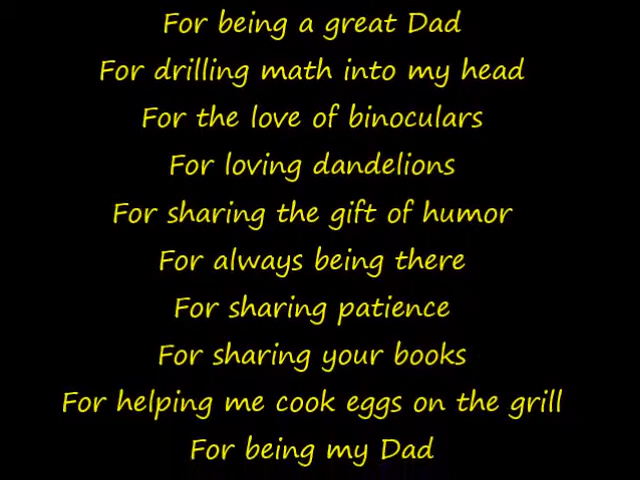 For being a great Dad
For drilling math into my head
For the love of binoculars
For loving dandelions
For sharing the gift of humor
For always being there
For sharing patience
For sharing your books
For helping me cook eggs on the grill
For being my Dad